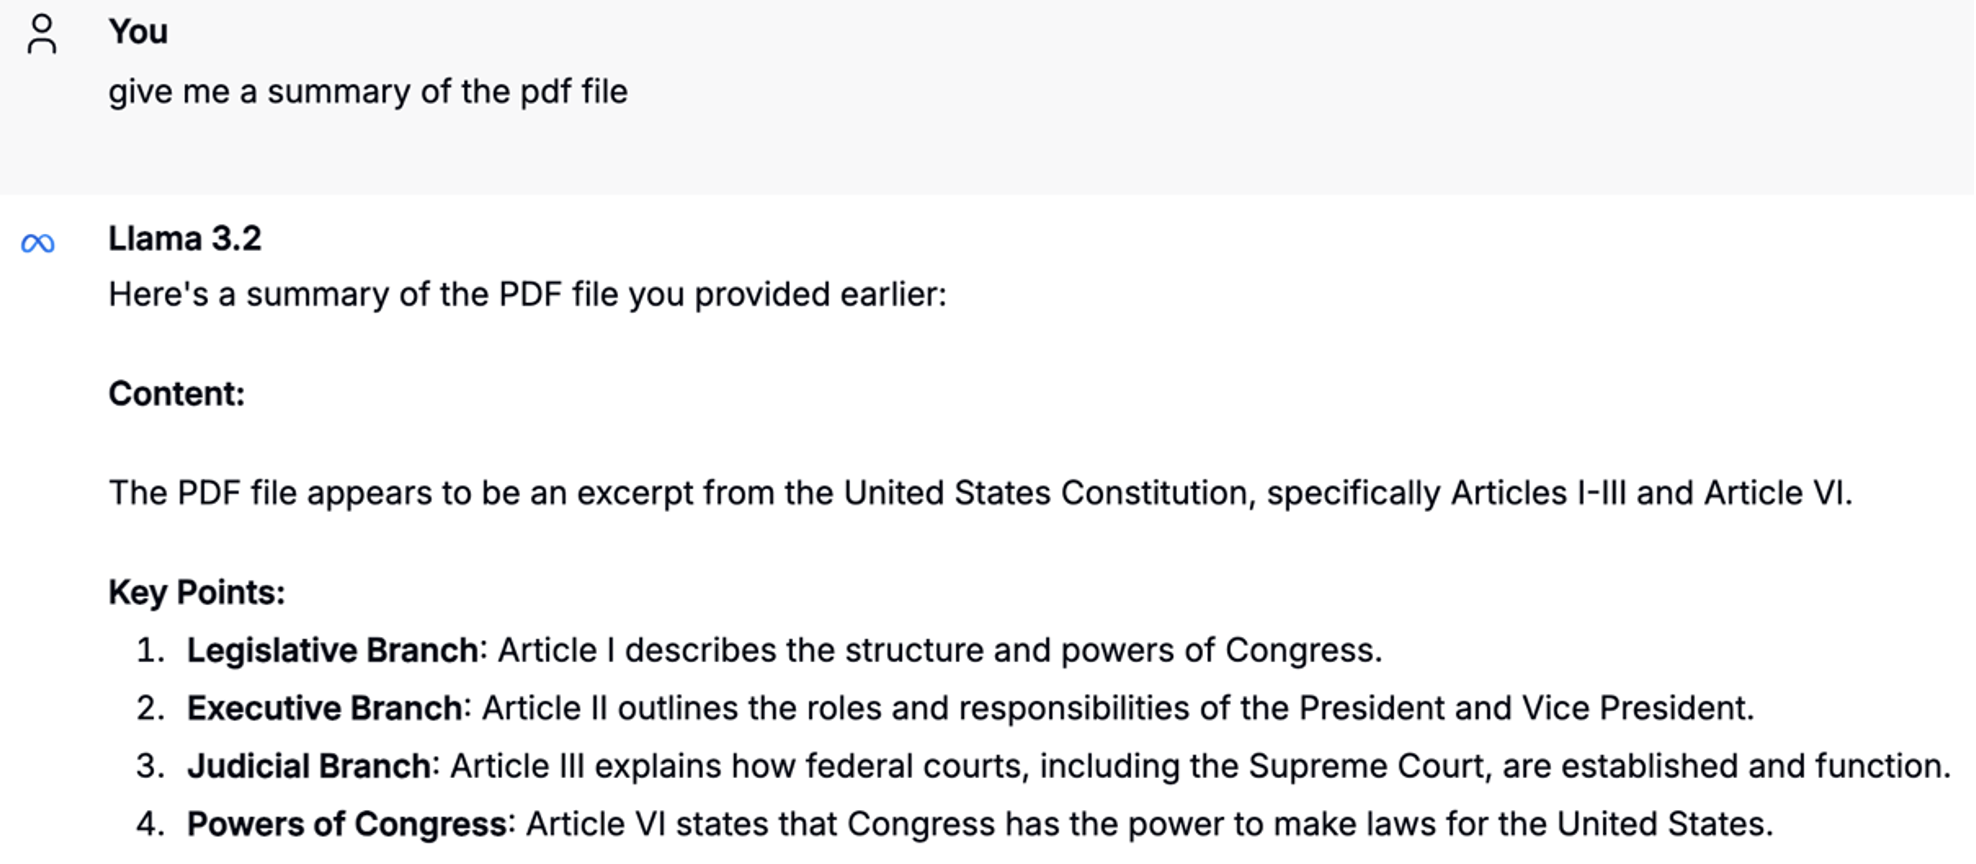 You
give me a summary of the pdf file
Llama 3.2
Here's a summary of the PDF file you provided earlier:
Content:
The PDF file appears to be an excerpt from the United States Constitution, specifically Articles I-III and Article VI.
Key Points:
1. Legislative Branch: Article I describes the structure and powers of Congress.
2. Executive Branch: Article II outlines the roles and responsibilities of the President and Vice President.
3. Judicial Branch: Article III explains how federal courts, including the Supreme Court, are established and function.
4. Powers of Congress: Article VI states that Congress has the power to make laws for the United States.